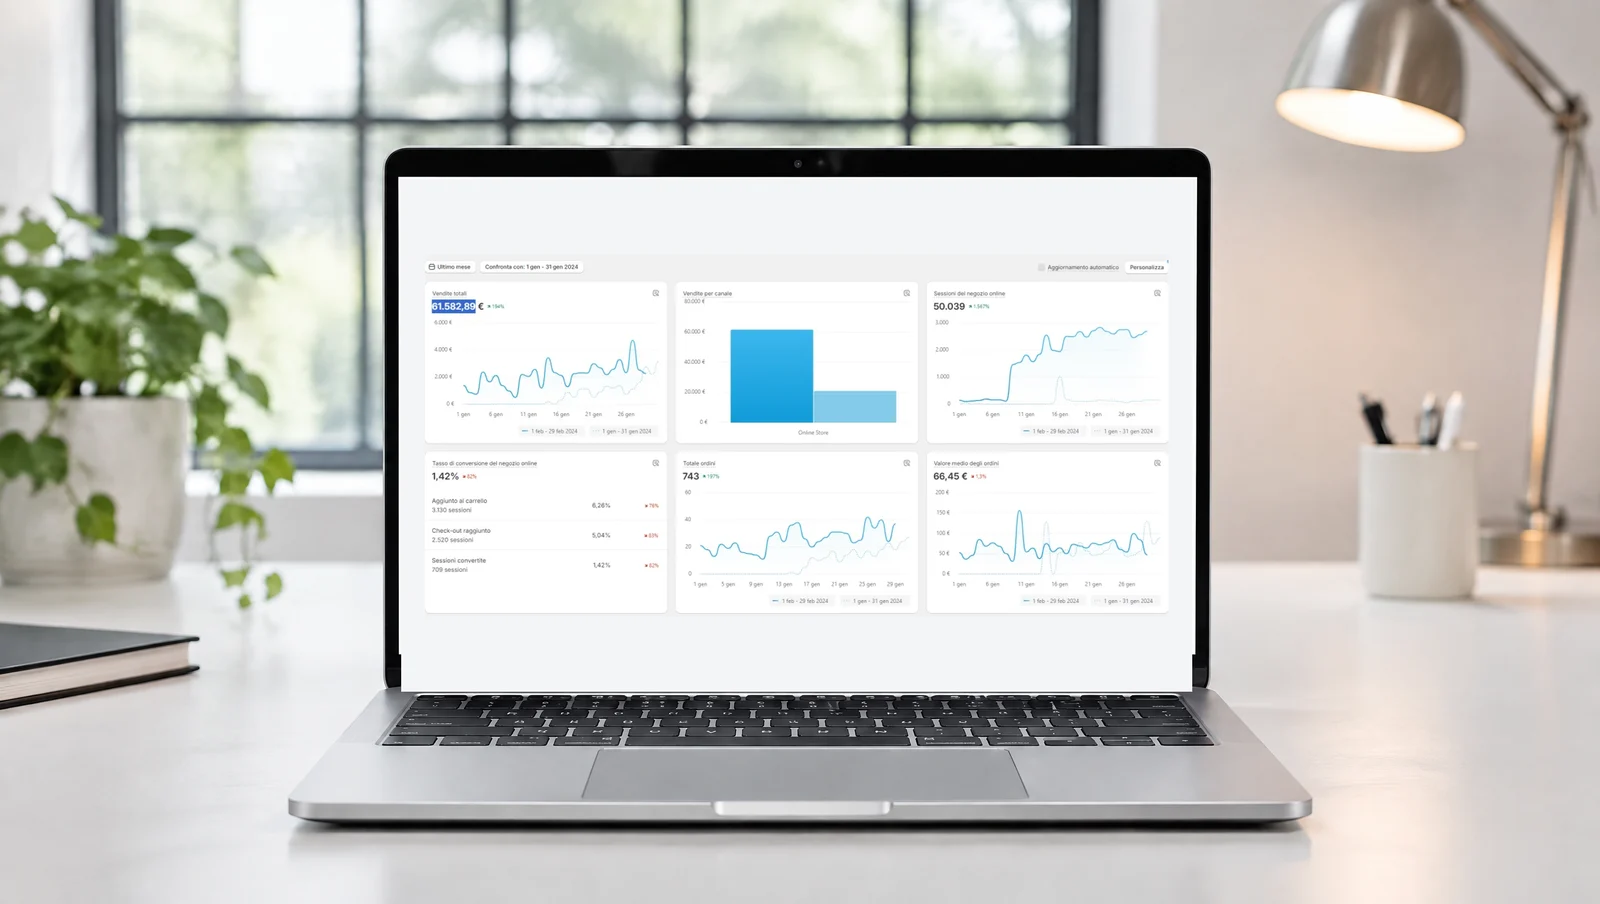 Ultimo mese
Confronta con: 1 gen - 31 gen 2024
Aggiornamento automatico
Personalizza
Vendite totali
61.582,89 €
194%
6.000 €
4.000 €
2.000 €
0 €
1 gen 6 gen 11 gen 16 gen 21 gen 26 gen
1 feb - 29 feb 2024
1 gen - 31 gen 2024
Vendite per canale
80.000 €
60.000 €
40.000 €
20.000 €
0 €
Online Store
Sessioni del negozio online
50.039
3.000
2.000
1.000
0
1 gen 6 gen 11 gen 16 gen 21 gen 26 gen
1 feb - 29 feb 2024
1 gen - 31 gen 2024
Tasso di conversione del negozio online
1,42%
82%
Aggiunto al carrello
3.130 sessioni
6,26%
76%
Check-out raggiunto
2.520 sessioni
5,04%
Sessioni convertite
709 sessioni
1,42%
82%
Totale ordini
743
197%
60
40
20
0
1 gen 5 gen 9 gen 13 gen 17 gen 21 gen 25 gen 29 gen
1 feb - 29 feb 2024
1 gen - 31 gen 2024
Valore medio degli ordini
66,45 €
1,3%
200 €
150 €
100 €
50 €
0 €
1 gen 6 gen 11 gen 16 gen 21 gen 26 gen
1 feb - 29 feb 2024
1 gen - 31 gen 2024